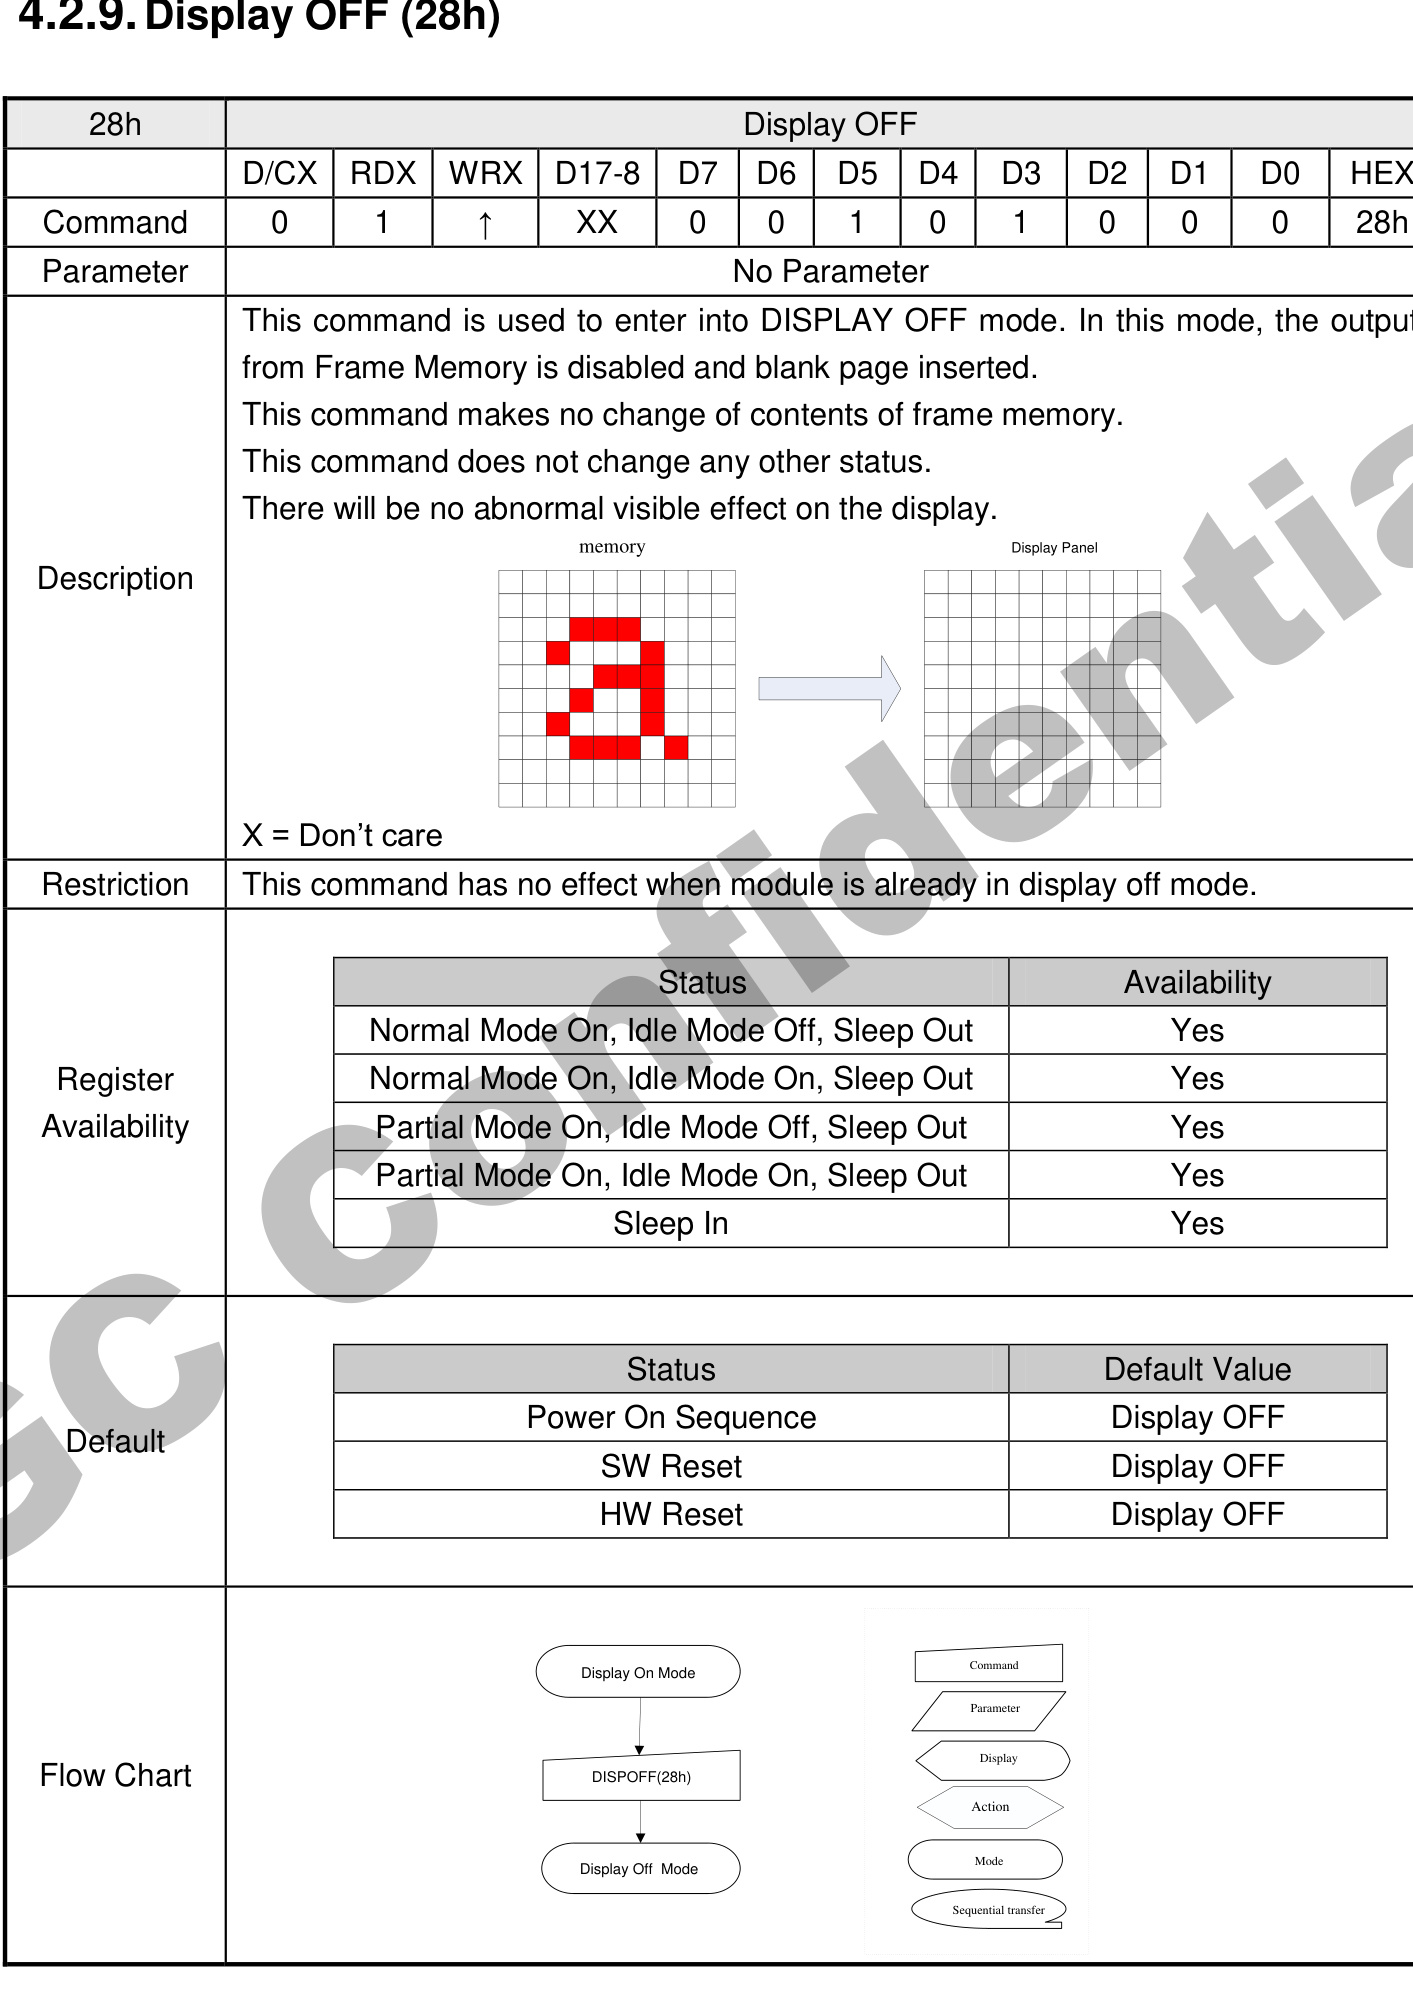 4.2.9. Display OFF (28h)
28h Display OFF
D/CX RDX WRX D17-8 D7 D6 D5 D4 D3 D2 D1 D0 HEX
Command 0 1 ↑ XX 0 0 1 0 1 0 0 0 28h
Parameter No Parameter
This command is used to enter into DISPLAY OFF mode. In this mode, the output
from Frame Memory is disabled and blank page inserted.
This command makes no change of contents of frame memory.
This command does not change any other status.
There will be no abnormal visible effect on the display.
memory Display Panel
Description
X = Don’t care
Restriction This command has no effect when module is already in display off mode.
Status Availability
Normal Mode On, Idle Mode Off, Sleep Out Yes
Normal Mode On, Idle Mode On, Sleep Out Yes
Register
Availability
Partial Mode On, Idle Mode Off, Sleep Out Yes
Partial Mode On, Idle Mode On, Sleep Out Yes
Sleep In Yes
Status Default Value
Power On Sequence Display OFF
Default
SW Reset Display OFF
HW Reset Display OFF
Flow Chart
Display On Mode
DISPOFF(28h)
Display Off Mode
Command
Parameter
Display
Action
Mode
Sequential transfer
GC Confidentia